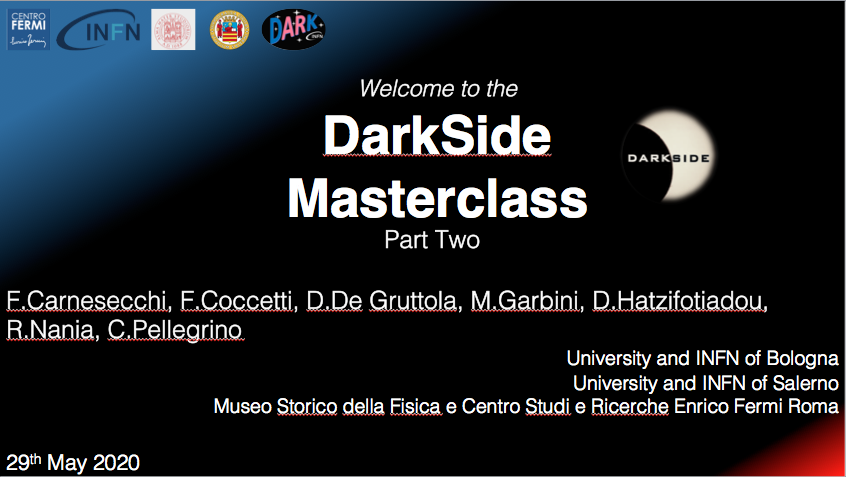 CENTRO
FERMI
INFN
DARK
INFN
Welcome to the
DarkSide
Masterclass
DARKSIDE
Part Two
F.Carnesecchi, F.Coccetti, D.De Gruttola, M.Garbini, D.Hatzifotiadou,
R.Nania, C.Pellegrino
University and INFN of Bologna
University and INFN of Salerno
Museo Storico della Fisica e Centro Studi e Ricerche Enrico Fermi Roma
29th May 2020